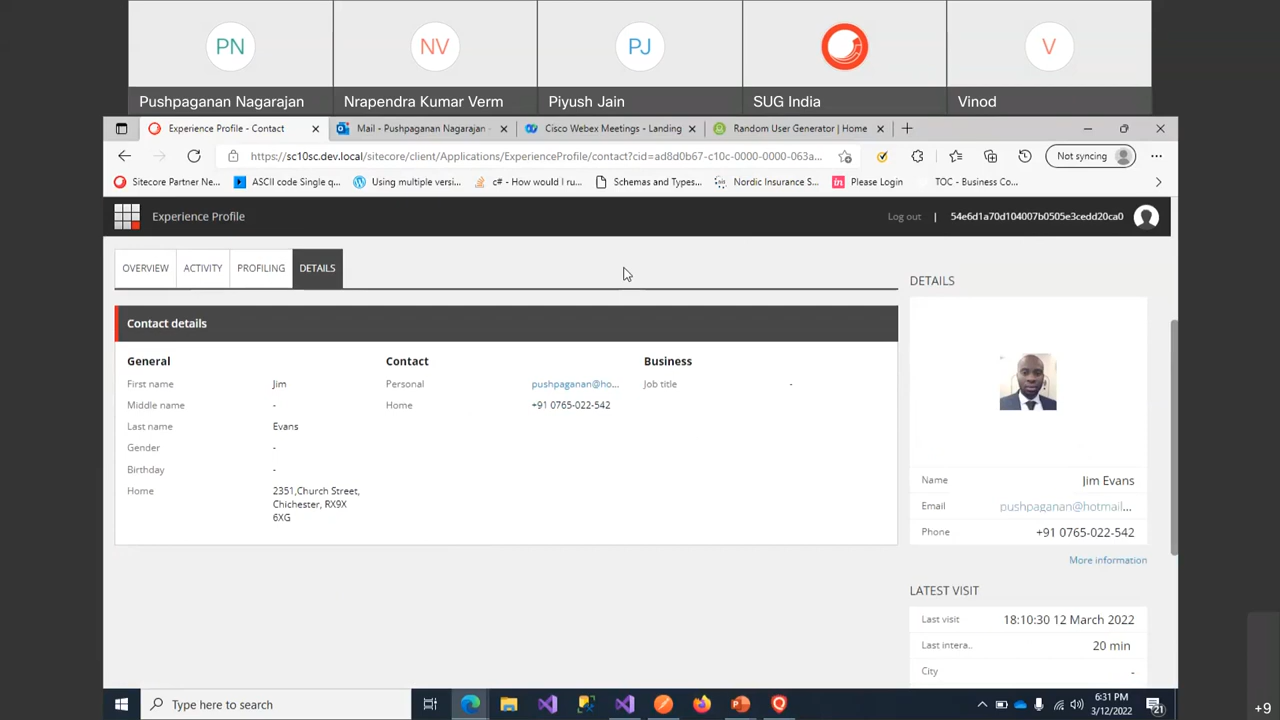 PN
NV
PJ
V
Pushpaganan Nagarajan
Nrapendra Kumar Verm
Piyush Jain
SUG India
Vinod
Experience Profile - Contact
Mail - Pushpaganan Nagarajan -
Cisco Webex Meetings - Landing
Random User Generator | Home
https://sc10sc.dev.local/sitecore/client/Applications/ExperienceProfile/contact?cid=ad8d0b67-c10c-0000-0000-063a...
Not syncing
Sitecore Partner Ne...
ASCII code Single q...
Using multiple versi...
c# - How would I ru...
Schemas and Types...
Nordic Insurance S...
Please Login
TOC - Business Co...
Experience Profile
Log out | 54e6d1a70d104007b0505e3cedd20ca0
OVERVIEW
ACTIVITY
PROFILING
DETAILS
Contact details
General
First name Jim
Middle name -
Last name Evans
Gender -
Birthday -
Home 2351,Church Street,
Chichester, RX9X
6XG
Contact
Personal pushpaganan@ho...
Home +91 0765-022-542
Business
Job title -
DETAILS
Name Jim Evans
Email pushpaganan@hotmail...
Phone +91 0765-022-542
More information
LATEST VISIT
Last visit 18:10:30 12 March 2022
Last intera.. 20 min
City -
Type here to search
6:31 PM
3/12/2022
21
+9